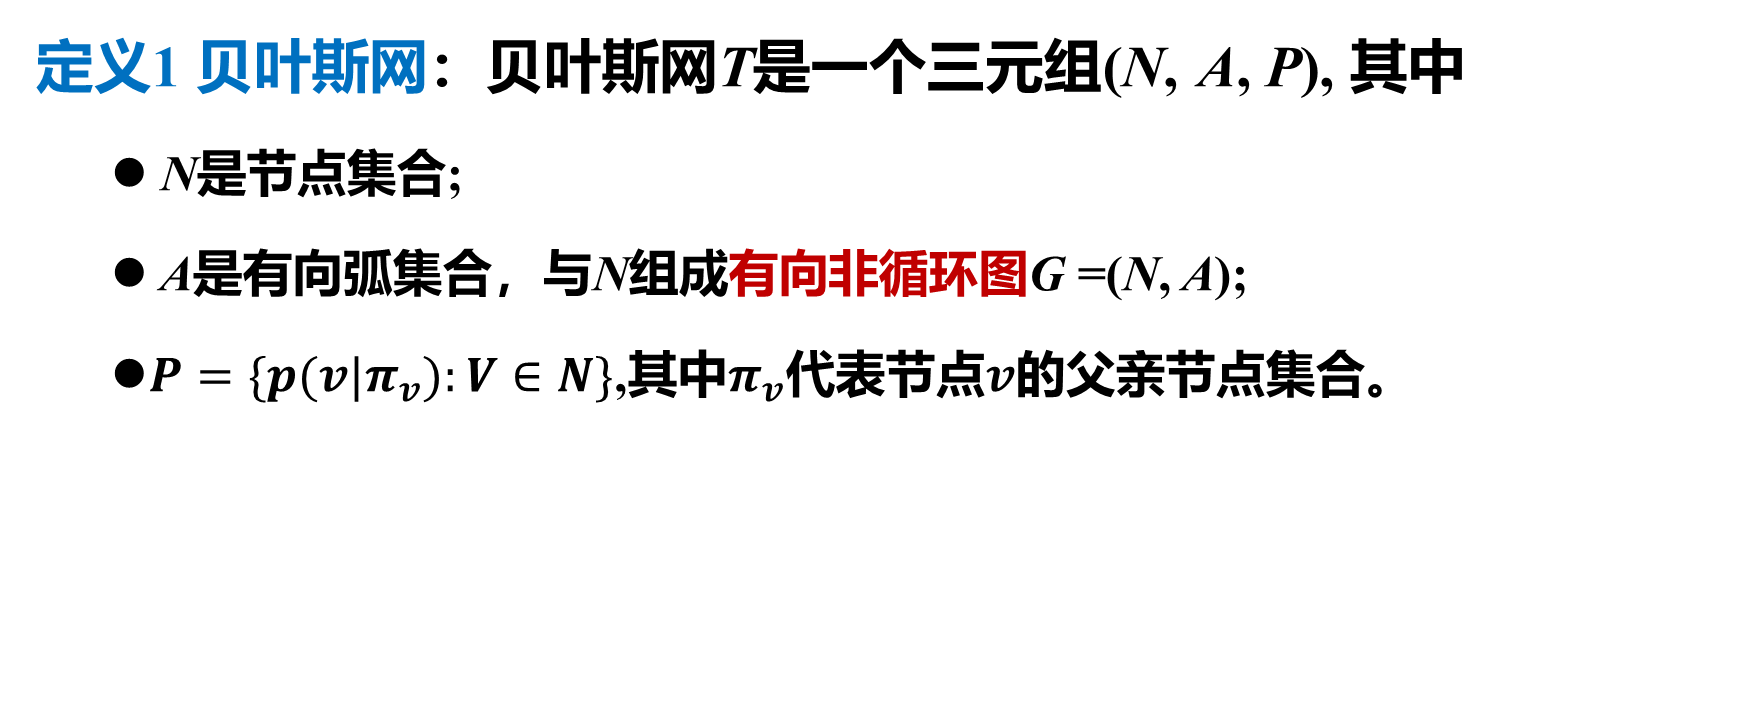 定义1 贝叶斯网：贝叶斯网T是一个三元组(N, A, P), 其中
● N是节点集合;
● A是有向弧集合，与N组成有向非循环图G =(N, A);
●P = {p(v|π_v): V ∈ N},其中π_v代表节点v的父亲节点集合。